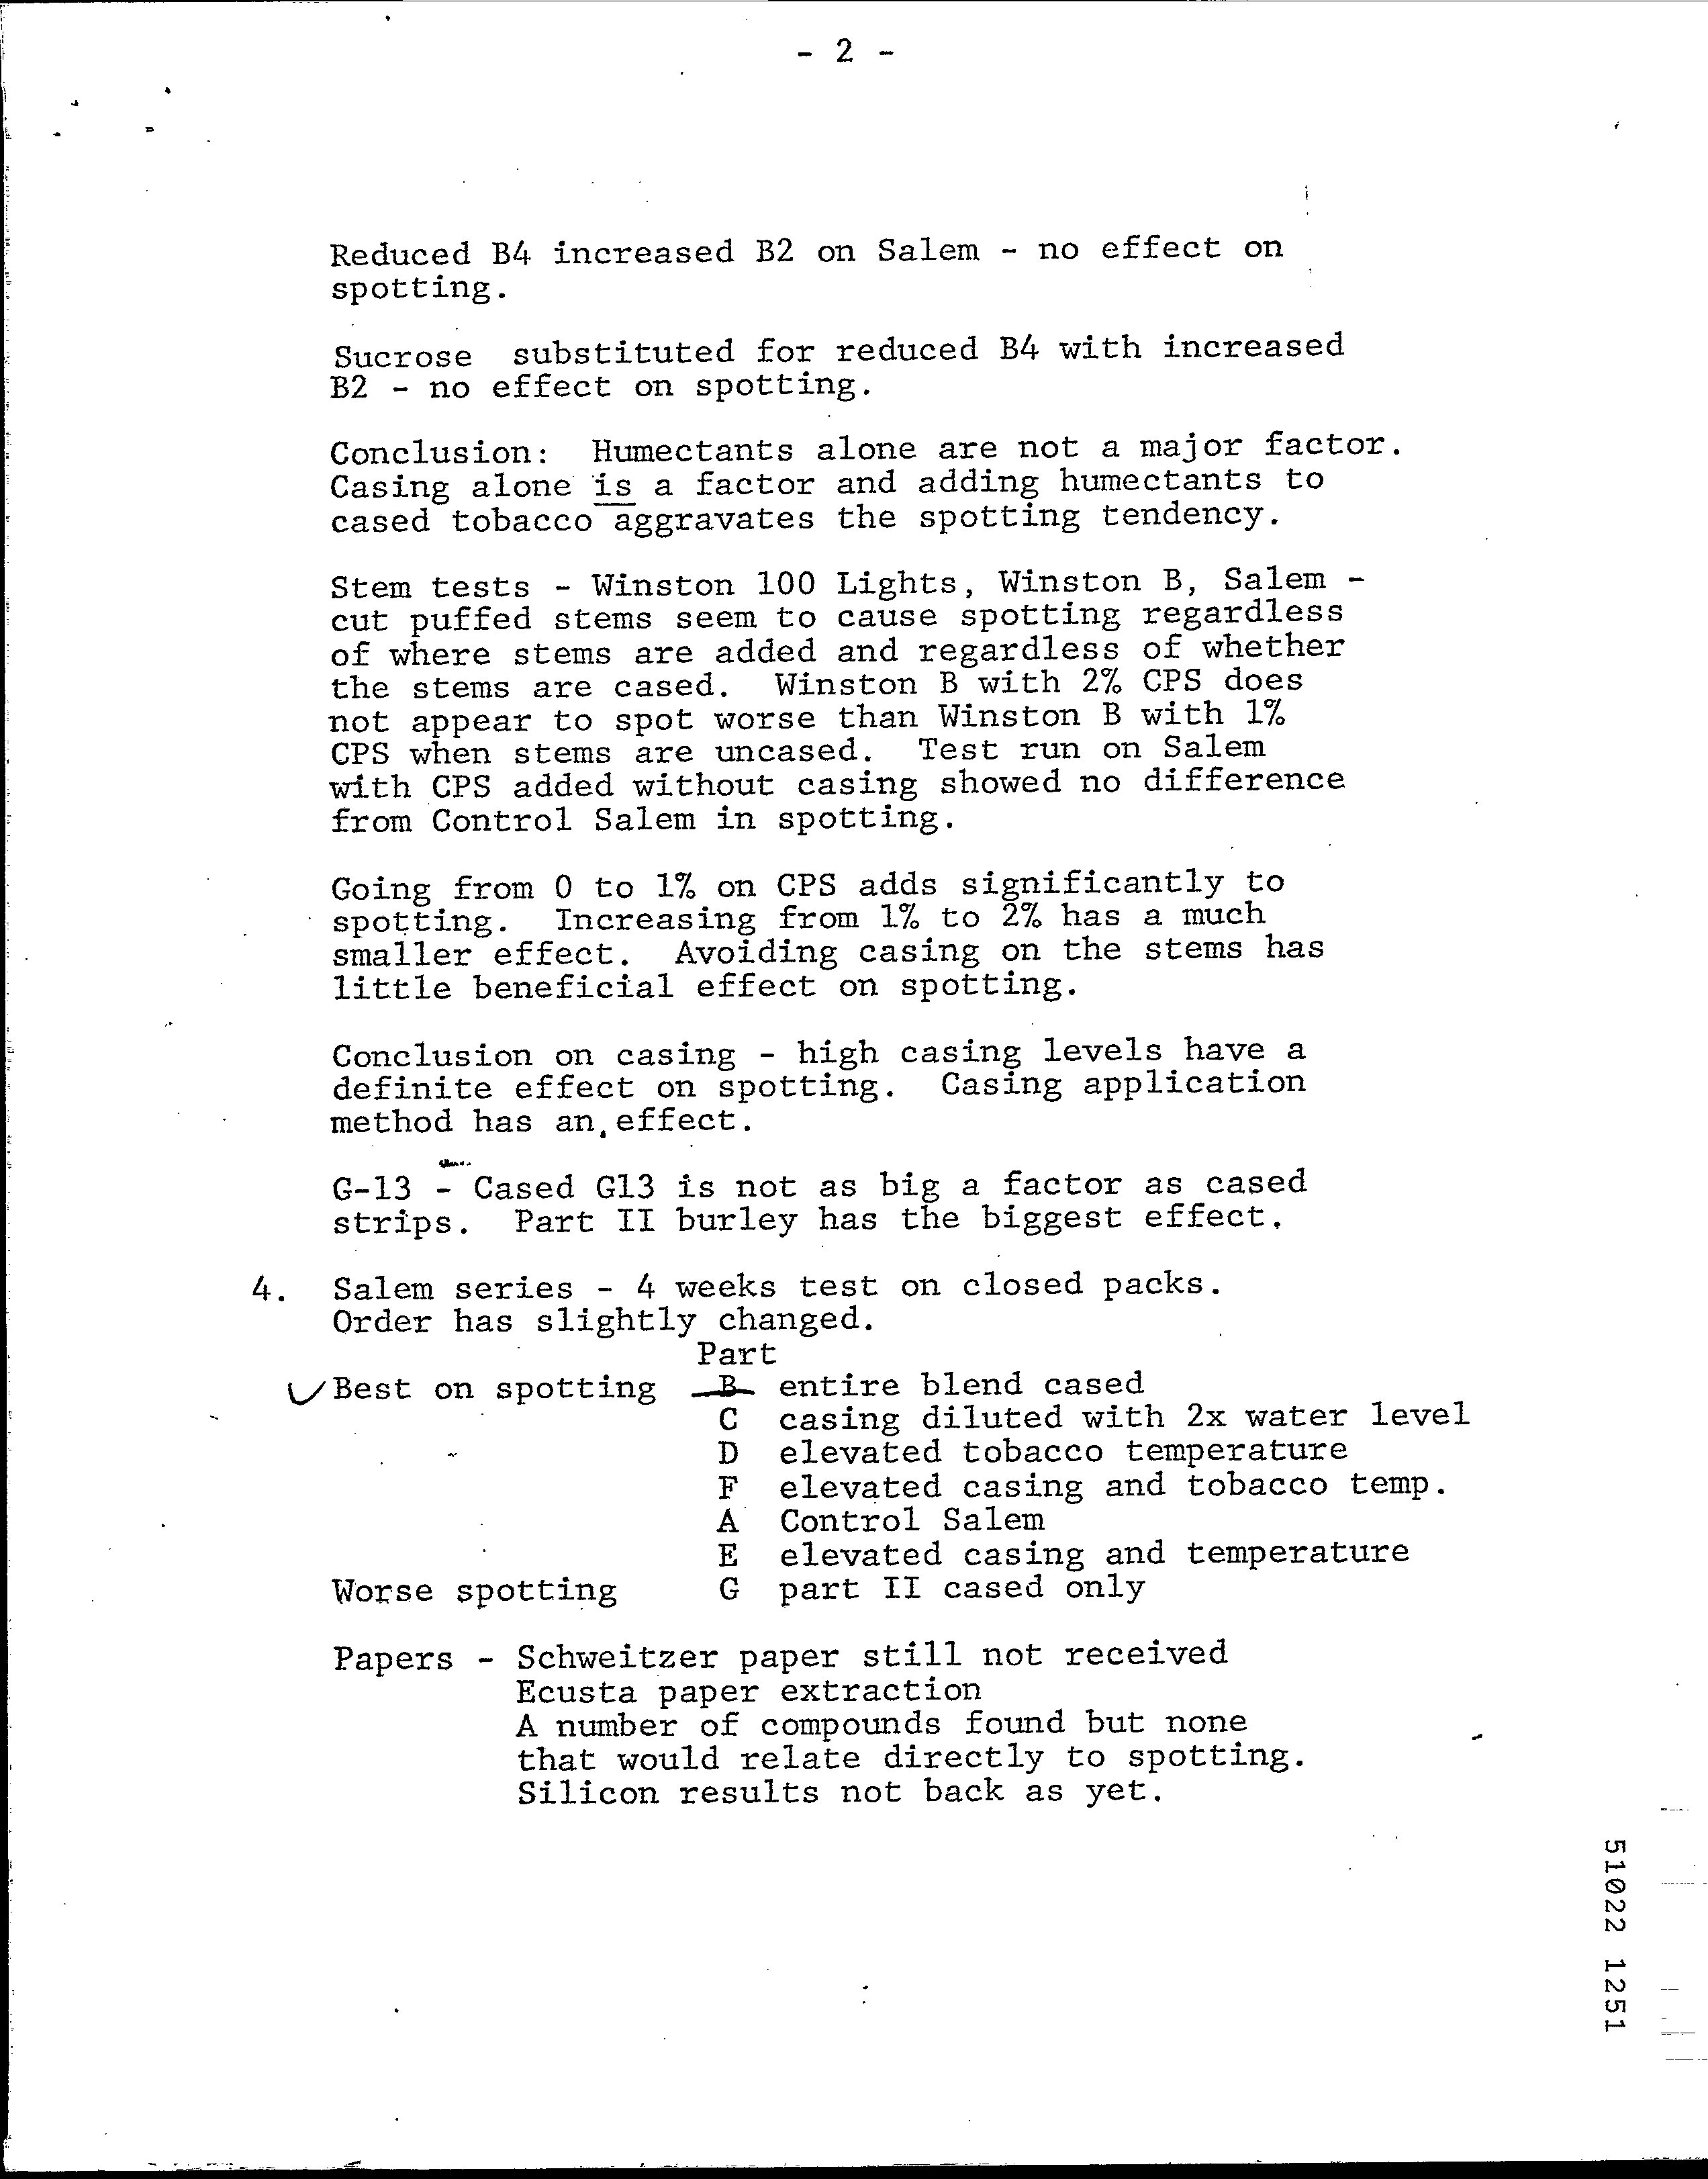 - 2 -
Reduced B4 increased B2 on Salem - no effect on
spotting.
Sucrose substituted for reduced B4 with increased
B2 - no effect on spotting.
Conclusion: Humectants alone are not a major factor.
Casing alone is a factor and adding humectants to
cased tobacco aggravates the spotting tendency.
Stem tests - Winston 100 Lights, Winston B, Salem -
cut puffed stems seem to cause spotting regardless
of where stems are added and regardless of whether
the stems are cased. Winston B with 2% CPS does
not appear to spot worse than Winston B with 1%
CPS when stems are uncased. Test run on Salem
with CPS added without casing showed no difference
from Control Salem in spotting.
Going from 0 to 1% on CPS adds significantly to
spotting. Increasing from 1% to 2% has a much
smaller effect. Avoiding casing on the stems has
little beneficial effect on spotting.
Conclusion on casing - high casing levels have a
definite effect on spotting. Casing application
method has an effect.
G-13 - Cased G13 is not as big a factor as cased
strips. Part II burley has the biggest effect.
4. Salem series - 4 weeks test on closed packs.
Order has slightly changed.
Part
Best on spotting B entire blend cased
C casing diluted with 2x water level
D elevated tobacco temperature
F elevated casing and tobacco temp.
A Control Salem
E elevated casing and temperature
Worse spotting G part II cased only
Papers - Schweitzer paper still not received
Ecusta paper extraction
A number of compounds found but none
that would relate directly to spotting.
Silicon results not back as yet.
51022 1251